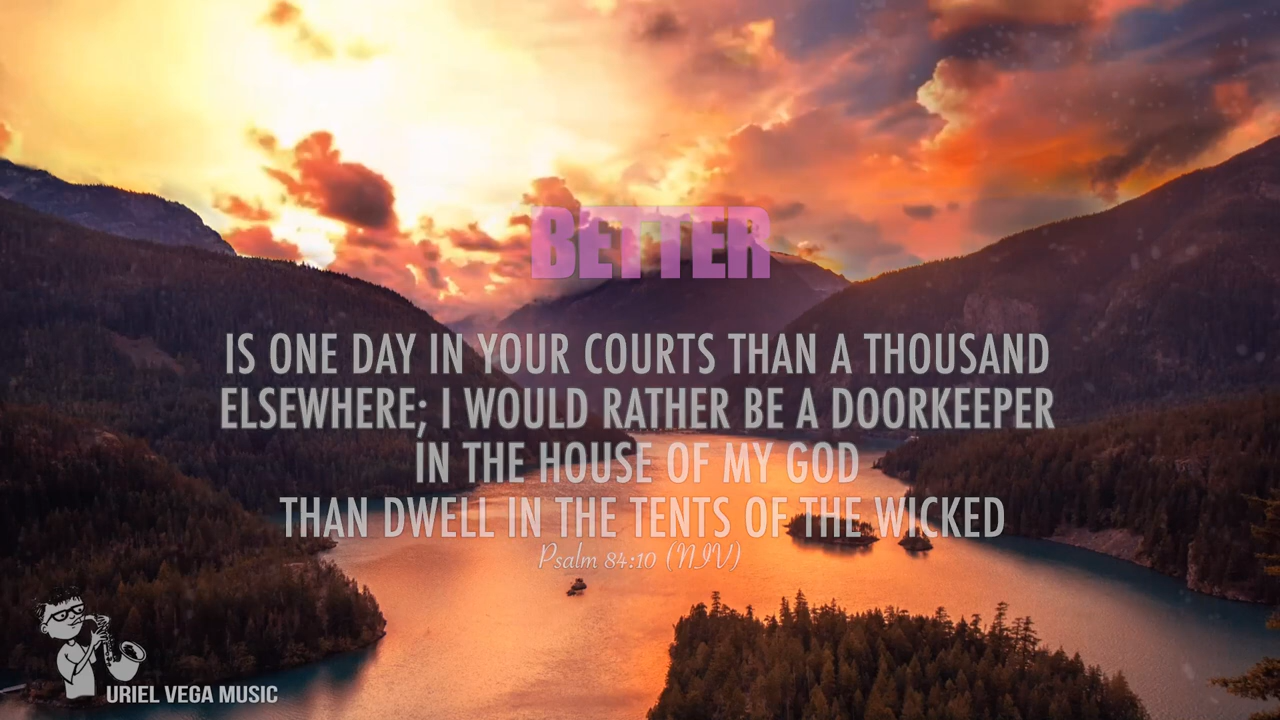 BETTER
IS ONE DAY IN YOUR COURTS THAN A THOUSAND
ELSEWHERE; I WOULD RATHER BE A DOORKEEPER
IN THE HOUSE OF MY GOD
THAN DWELL IN THE TENTS OF THE WICKED
Psalm 84:10 (NIV)
URIEL VEGA MUSIC